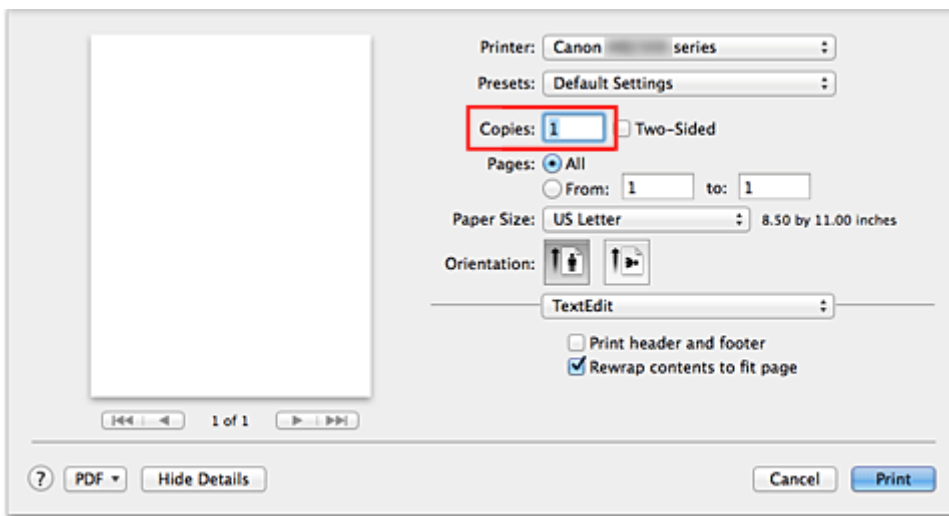 Printer: Canon series
Presets: Default Settings
Copies: 1 Two-Sided
Pages: All
From: 1 to: 1
Paper Size: US Letter 8.50 by 11.00 inches
Orientation:
TextEdit
Print header and footer
Rewrap contents to fit page
1 of 1
? PDF Hide Details Cancel Print